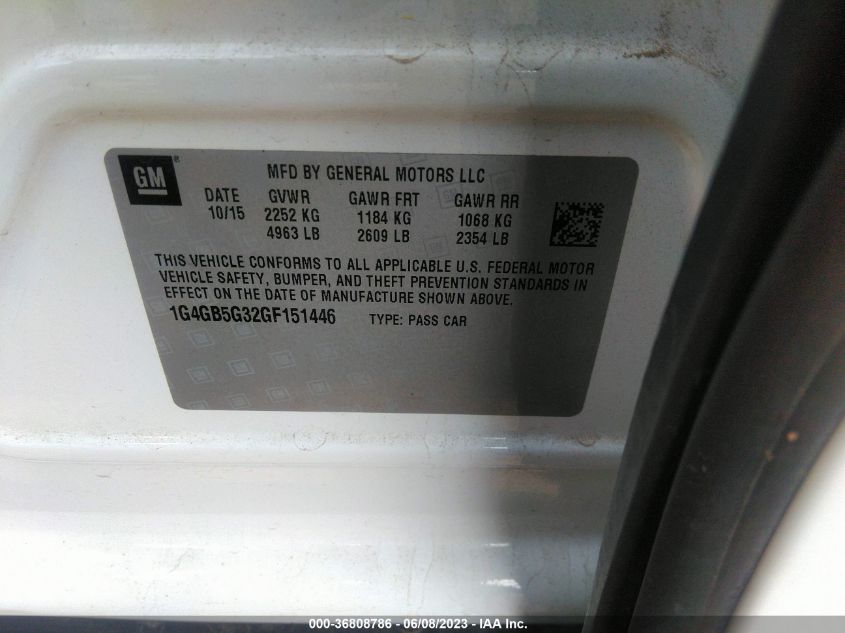 GM ®
MFD BY GENERAL MOTORS LLC
DATE GVWR GAWR FRT GAWR RR
10/15 2252 KG 1184 KG 1068 KG
4963 LB 2609 LB 2354 LB
THIS VEHICLE CONFORMS TO ALL APPLICABLE U.S. FEDERAL MOTOR
VEHICLE SAFETY, BUMPER, AND THEFT PREVENTION STANDARDS IN
EFFECT ON THE DATE OF MANUFACTURE SHOWN ABOVE.
1G4GB5G32GF151446 TYPE: PASS CAR
000-36808786 - 06/08/2023 - IAA Inc.